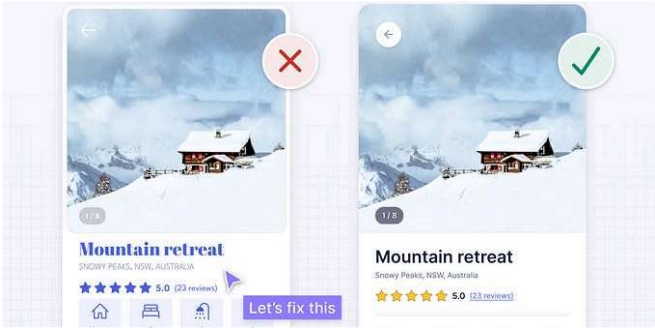 1 / 8
Mountain retreat
SNOWY PEAKS, NSW, AUSTRALIA
5.0 (23 reviews)
Let's fix this
1 / 8
Mountain retreat
Snowy Peaks, NSW, Australia
5.0 (23 reviews)